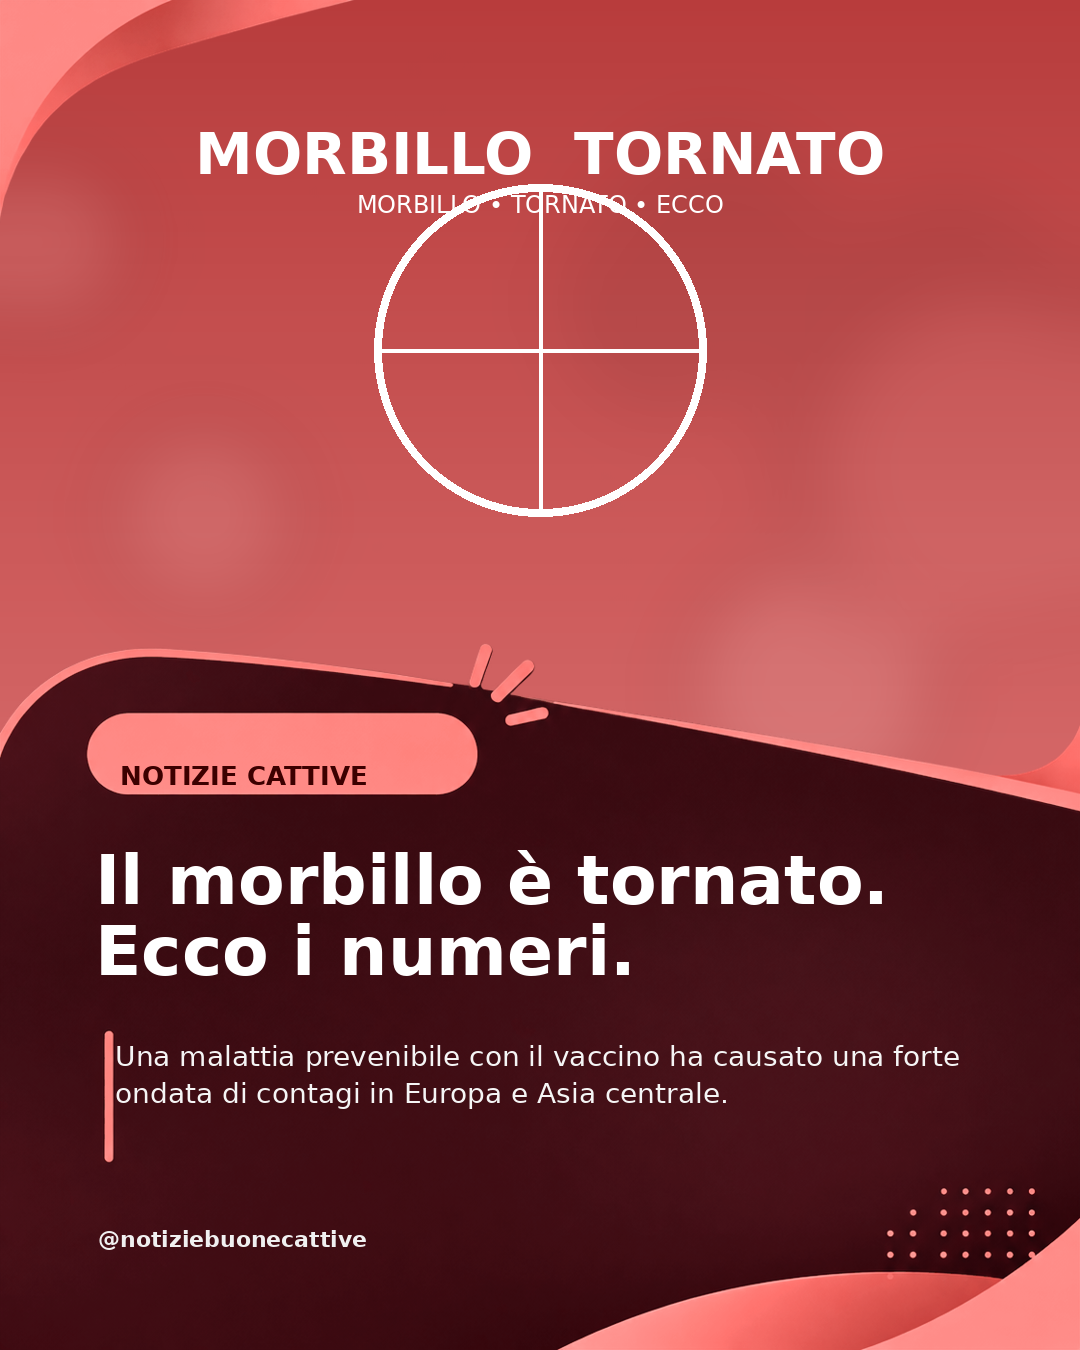 MORBILLO TORNATO
MORBILLO • TORNATO • ECCO
NOTIZIE CATTIVE
Il morbillo è tornato.
Ecco i numeri.
Una malattia prevenibile con il vaccino ha causato una forte
ondata di contagi in Europa e Asia centrale.
@notiziebuonecattive